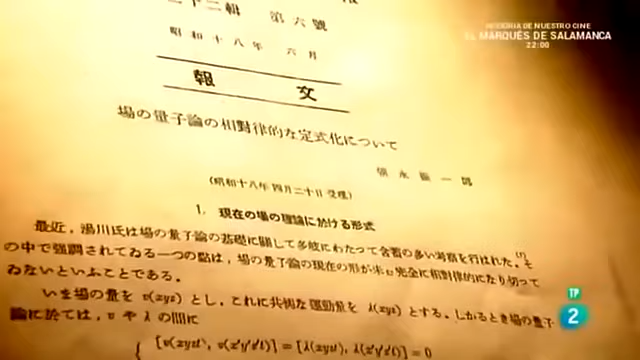 二十二輯 第六號
HISTORIA DE NUESTRO CINE
EL MARQUÉS DE SALAMANCA
22:00
昭和十八年 六月
報文
場の量子論の相對律的な定式化について
朝永振一郎
(昭和十八年四月二十日受理)
1. 現在の場の理論に於ける形式
最近,湯川氏は場の量子論の基礎に關して多岐にわたって含蓄の多い考察を行はれた。(1)そ
の中で強調されてゐる一つの點は,場の量子論の現在の形が未だ完全に相對律的になり切って
ゐないといふことである。
いま場の量を v(xyz) とし,これに共軛な運動量を λ(xyz) とする。しかるとき場の量子
論に於ては,v や λ の間に
[v(xyzt), v(x'y'z't)] = [λ(xyzt), λ(x'y'z't)] = 0
TP
2